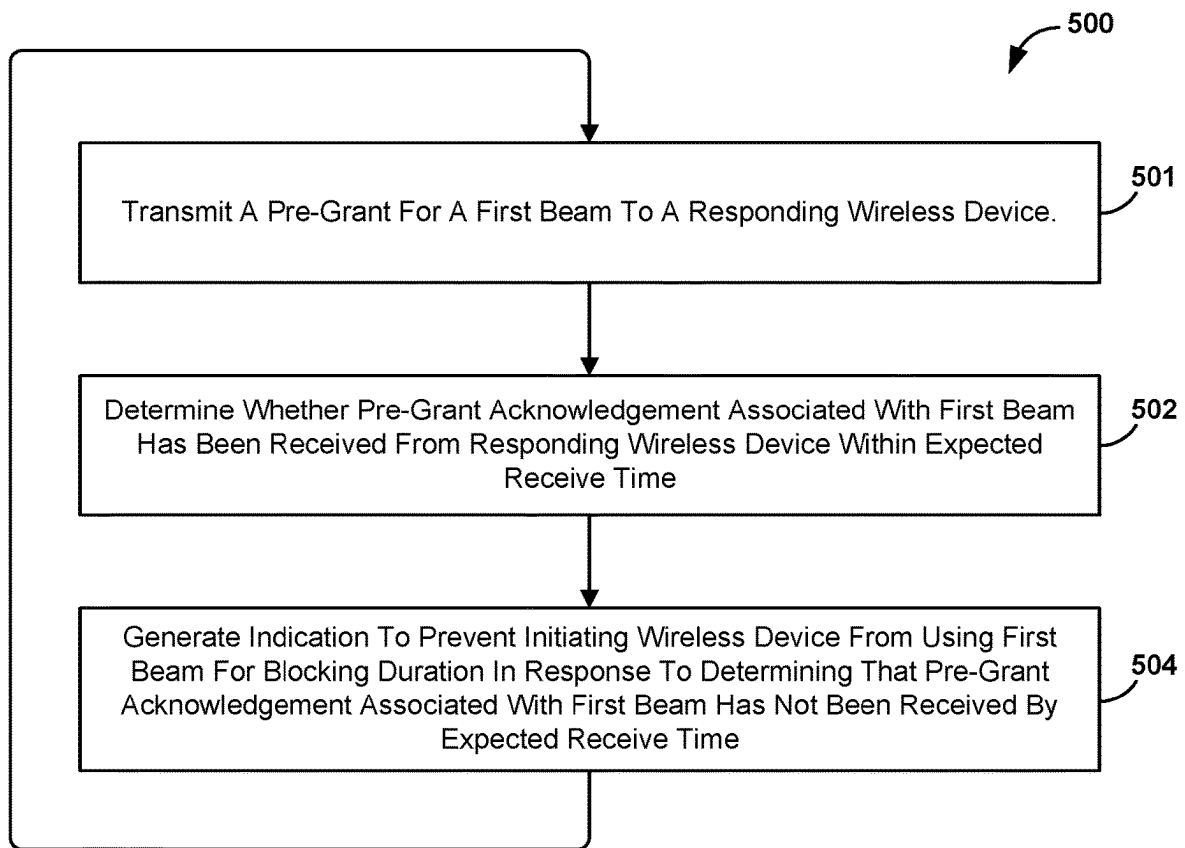 500
Transmit A Pre-Grant For A First Beam To A Responding Wireless Device.
501
Determine Whether Pre-Grant Acknowledgement Associated With First Beam
Has Been Received From Responding Wireless Device Within Expected
Receive Time
502
Generate Indication To Prevent Initiating Wireless Device From Using First
Beam For Blocking Duration In Response To Determining That Pre-Grant
Acknowledgement Associated With First Beam Has Not Been Received By
Expected Receive Time
504